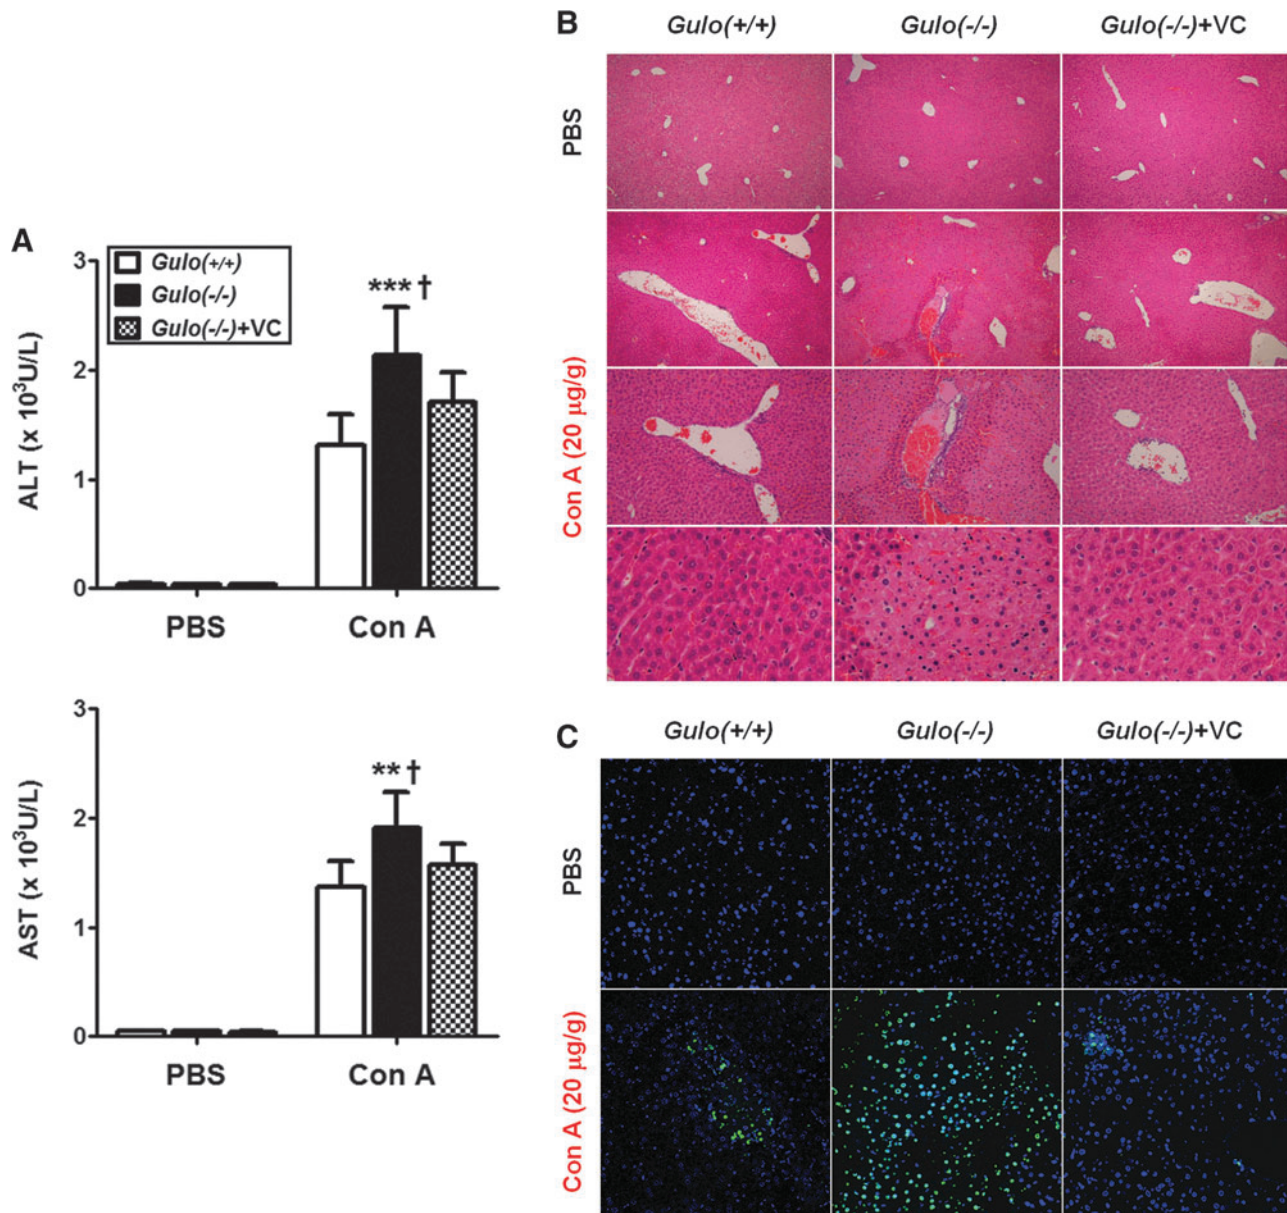 A
ALT (x 10³U/L)
3
2
1
0
Gulo(+/+)
Gulo(-/-)
Gulo(-/-)+VC
*** †
PBS
Con A
AST (x 10³U/L)
3
2
1
0
** †
PBS
Con A
B
Gulo(+/+)
Gulo(-/-)
Gulo(-/-)+VC
PBS
Con A (20 µg/g)
C
Gulo(+/+)
Gulo(-/-)
Gulo(-/-)+VC
PBS
Con A (20 µg/g)